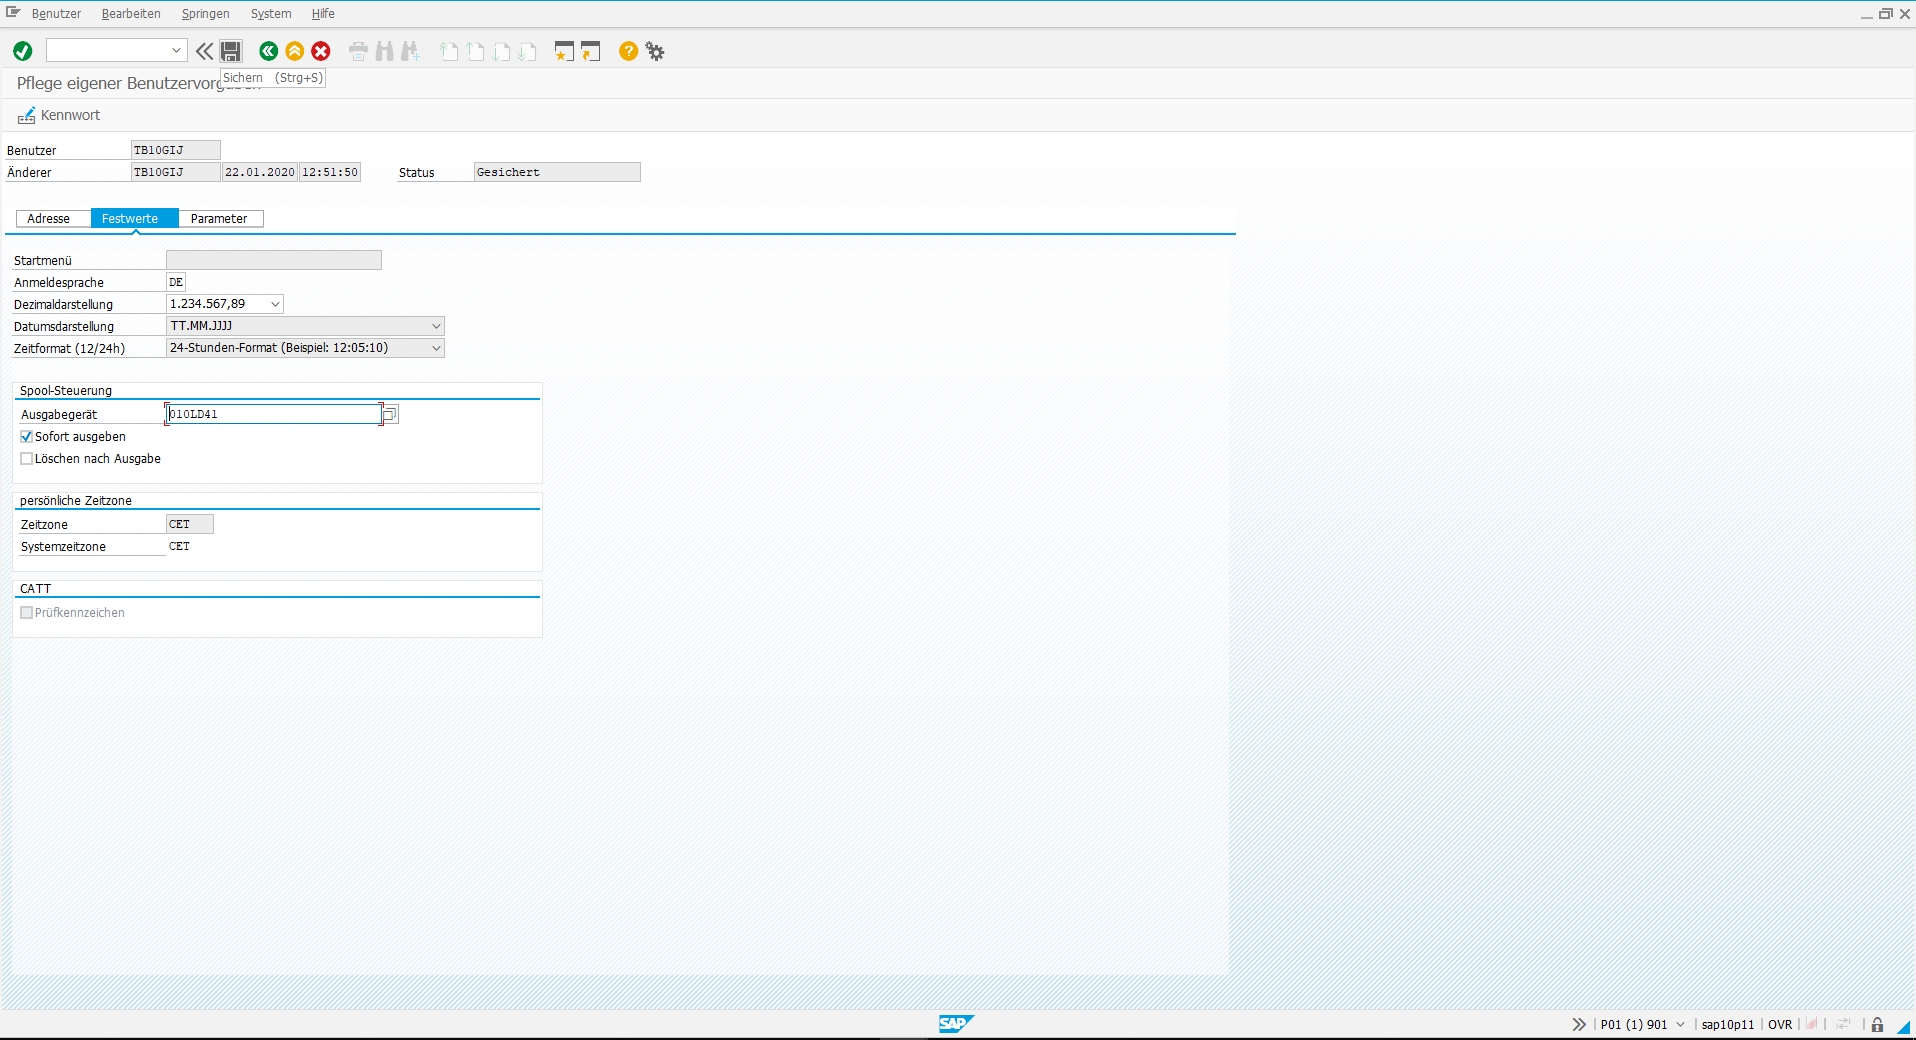 Benutzer Bearbeiten Springen System Hilfe
Sichern (Strg+S)
Pflege eigener Benutzervorgaben
Kennwort
Benutzer TB10GIJ
Änderer TB10GIJ 22.01.2020 12:51:50 Status Gesichert
Adresse Festwerte Parameter
Startmenü
Anmeldesprache DE
Dezimaldarstellung 1.234.567,89
Datumsdarstellung TT.MM.JJJJ
Zeitformat (12/24h) 24-Stunden-Format (Beispiel: 12:05:10)
Spool-Steuerung
Ausgabegerät 010LD41
Sofort ausgeben
Löschen nach Ausgabe
persönliche Zeitzone
Zeitzone CET
Systemzeitzone CET
CATT
Prüfkennzeichen
SAP P01 (1) 901 sap10p11 OVR